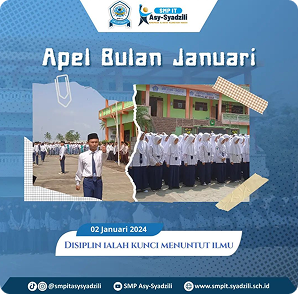 SMP IT
Asy-Syadzili
Apel Bulan Januari
02 Januari 2024
DISIPLIN IALAH KUNCI MENUNTUT ILMU
@smpitasysyadzili
SMP Asy-Syadzili
www.smpit.syadzili.sch.id